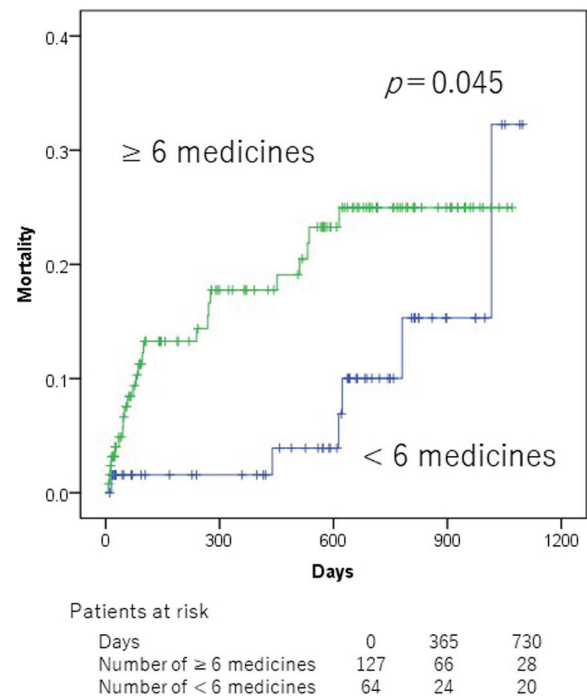 0.4
p=0.045
≥ 6 medicines
0.3
Mortality
0.2
0.1
< 6 medicines
0.0
0 300 600 900 1200
Days
Patients at risk
Days 0 365 730
Number of ≥ 6 medicines 127 66 28
Number of < 6 medicines 64 24 20